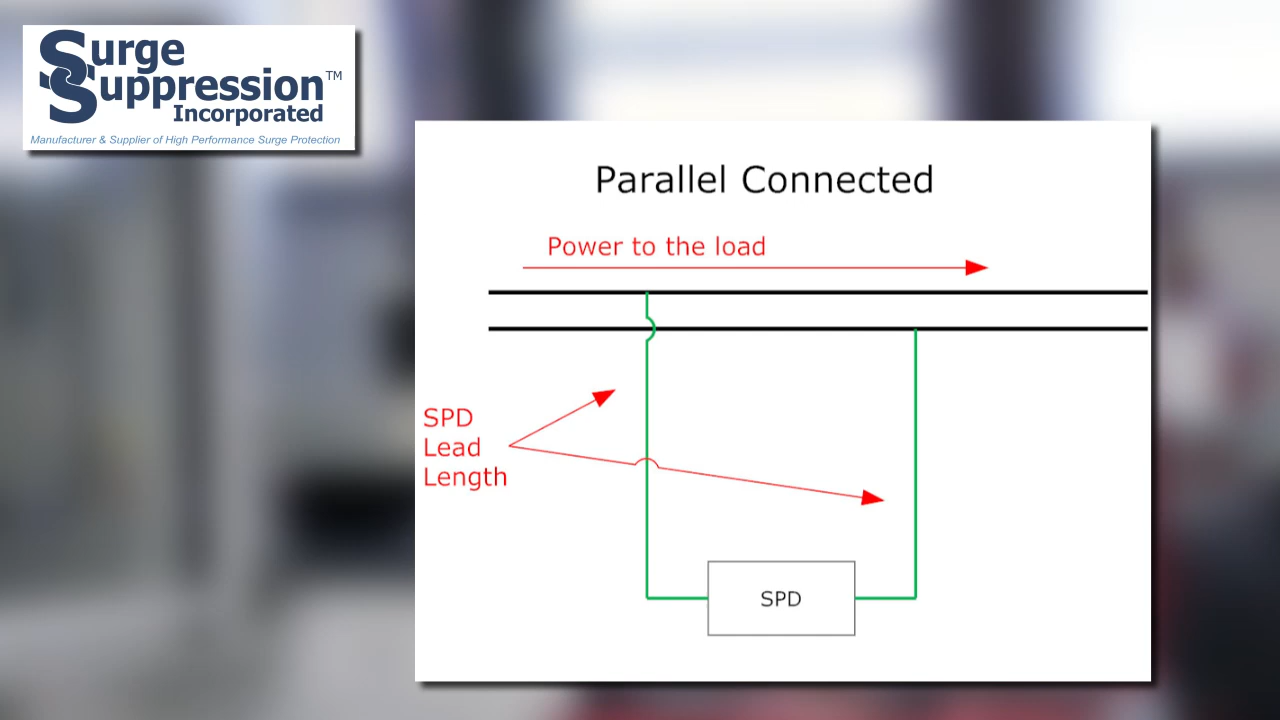 Surge
Suppression™
Incorporated
Manufacturer & Supplier of High Performance Surge Protection
Parallel Connected
Power to the load
SPD
Lead
Length
SPD